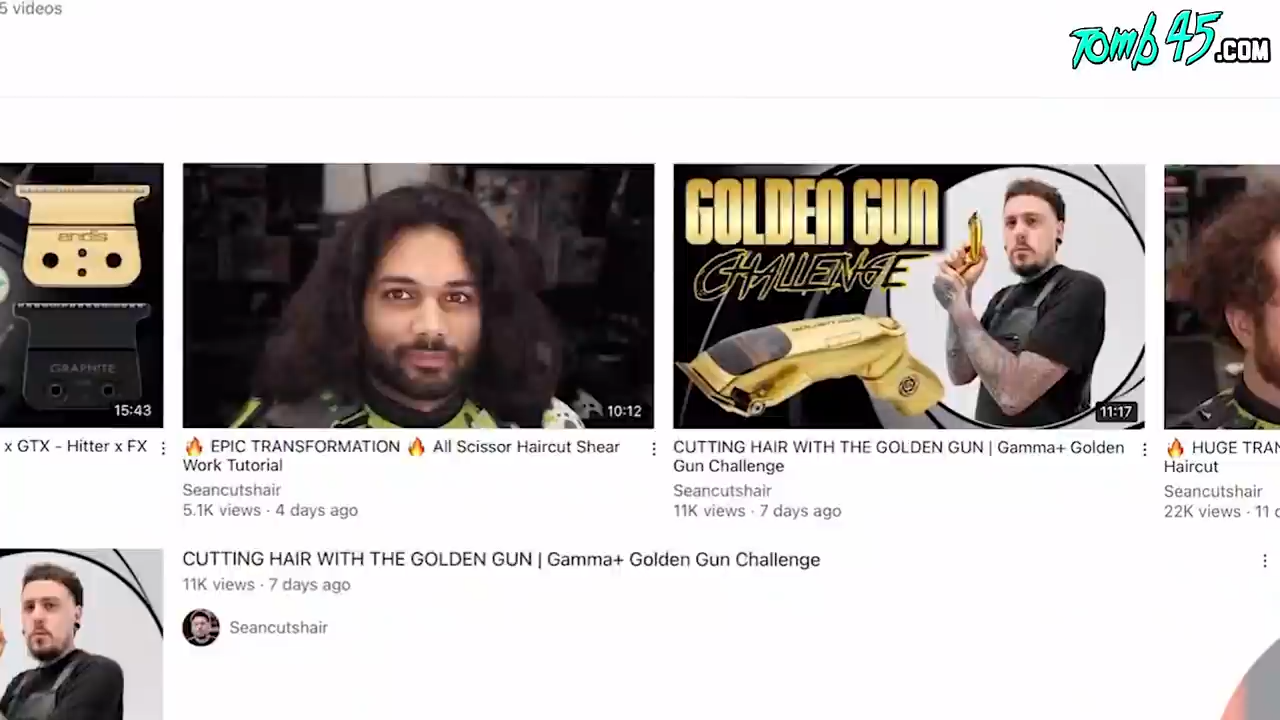 5 videos
TOMB 45.COM
andis
GRAPHITE
15:43
10:12
GOLDEN GUN
CHALLENGE
11:17
x GTX - Hitter x FX
🔥 EPIC TRANSFORMATION 🔥 All Scissor Haircut Shear
Work Tutorial
Seancutshair
5.1K views · 4 days ago
CUTTING HAIR WITH THE GOLDEN GUN | Gamma+ Golden
Gun Challenge
Seancutshair
11K views · 7 days ago
🔥 HUGE TRAN
Haircut
Seancutshair
22K views · 11 d
CUTTING HAIR WITH THE GOLDEN GUN | Gamma+ Golden Gun Challenge
11K views · 7 days ago
Seancutshair